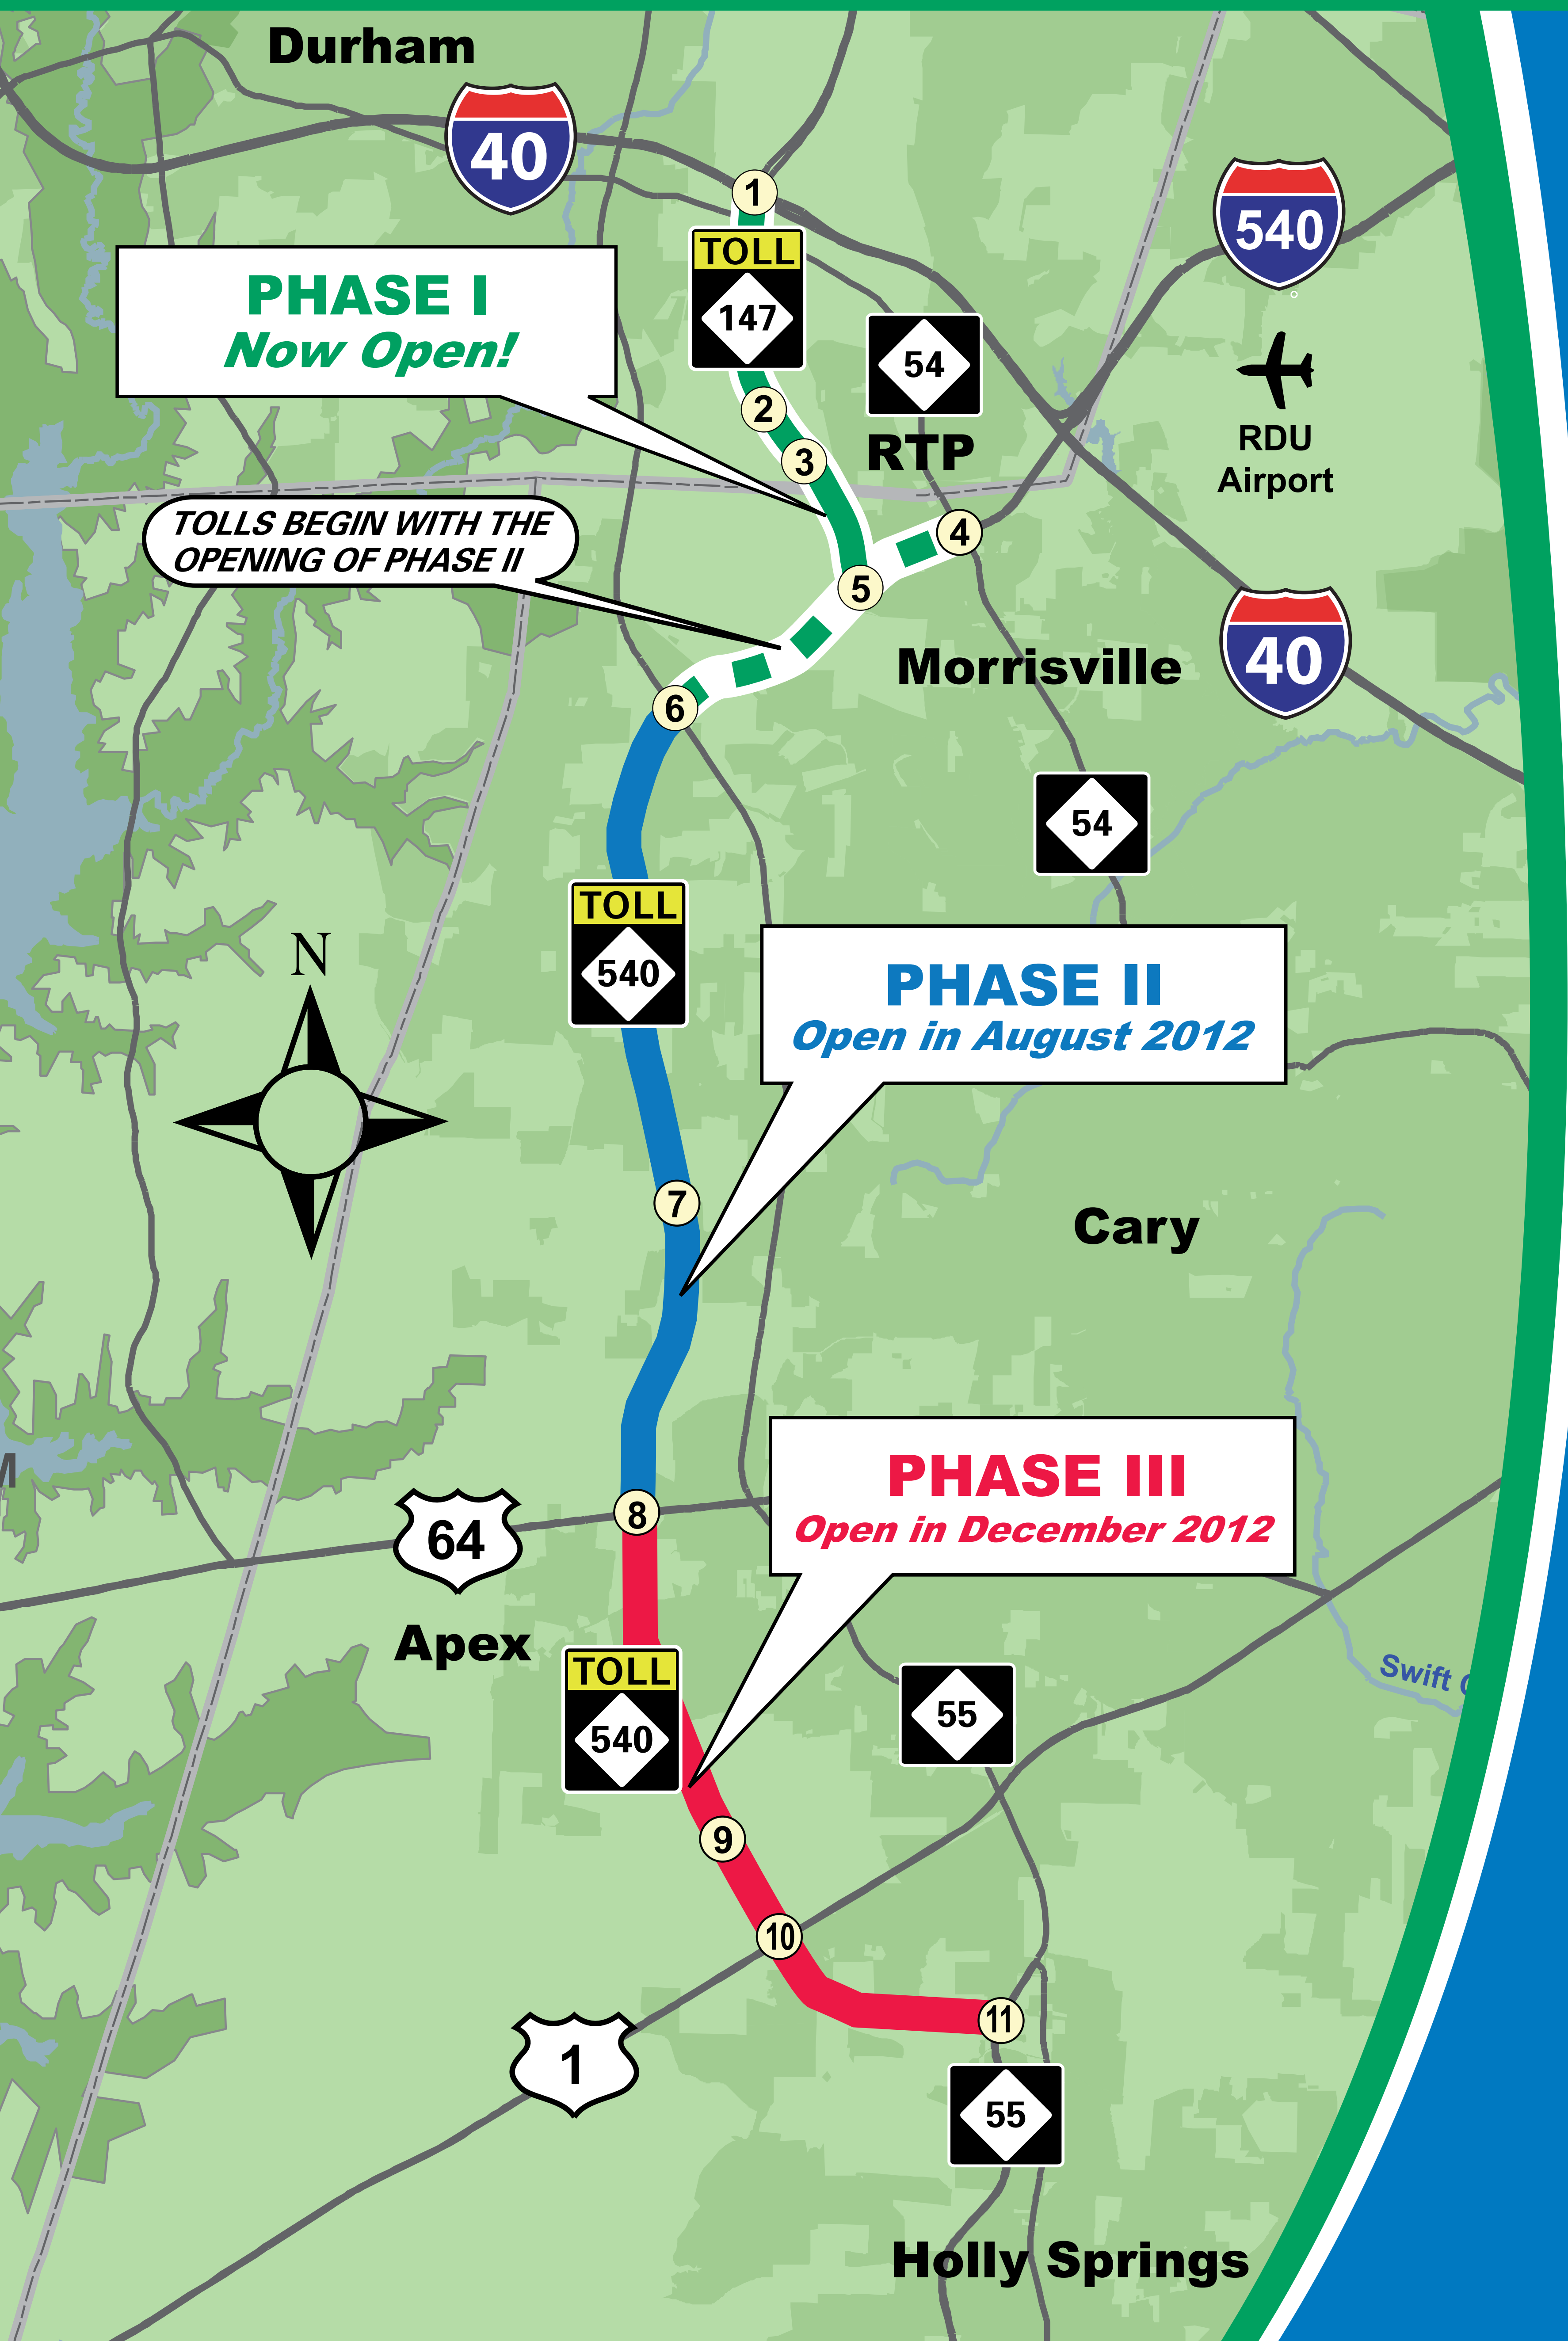 Durham
40
1
540
TOLL
147
PHASE I
Now Open!
54
2
RDU
Airport
3
RTP
TOLLS BEGIN WITH THE
OPENING OF PHASE II
4
5
40
Morrisville
6
54
TOLL
540
N
PHASE II
Open in August 2012
7
Cary
8
64
PHASE III
Open in December 2012
Apex
TOLL
540
Swift
55
9
10
11
1
55
Holly Springs